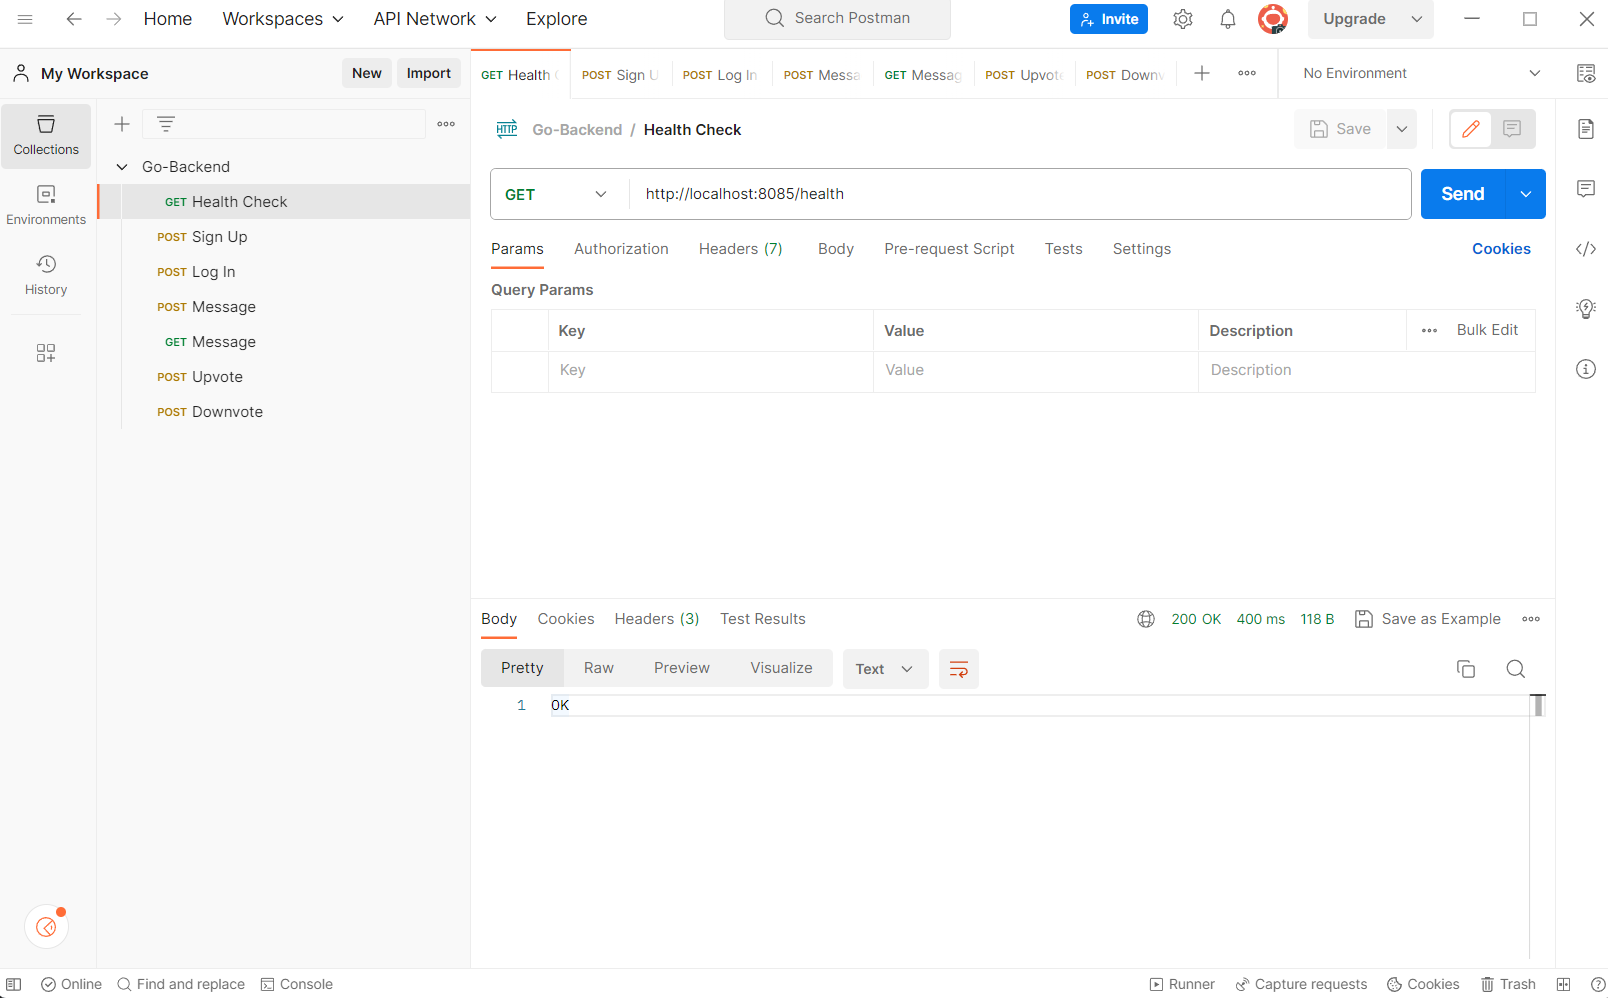 Home Workspaces API Network Explore Search Postman Invite Upgrade
My Workspace New Import
GET Health POST Sign U POST Log In POST Messa GET Messag POST Upvot POST Downv No Environment
Collections
Environments
History
Go-Backend
GET Health Check
POST Sign Up
POST Log In
POST Message
GET Message
POST Upvote
POST Downvote
HTTP Go-Backend / Health Check Save
GET http://localhost:8085/health Send
Params Authorization Headers (7) Body Pre-request Script Tests Settings Cookies
Query Params
Key Value Description Bulk Edit
Key Value Description
Body Cookies Headers (3) Test Results 200 OK 400 ms 118 B Save as Example
Pretty Raw Preview Visualize Text
1 OK
Online Find and replace Console Runner Capture requests Cookies Trash